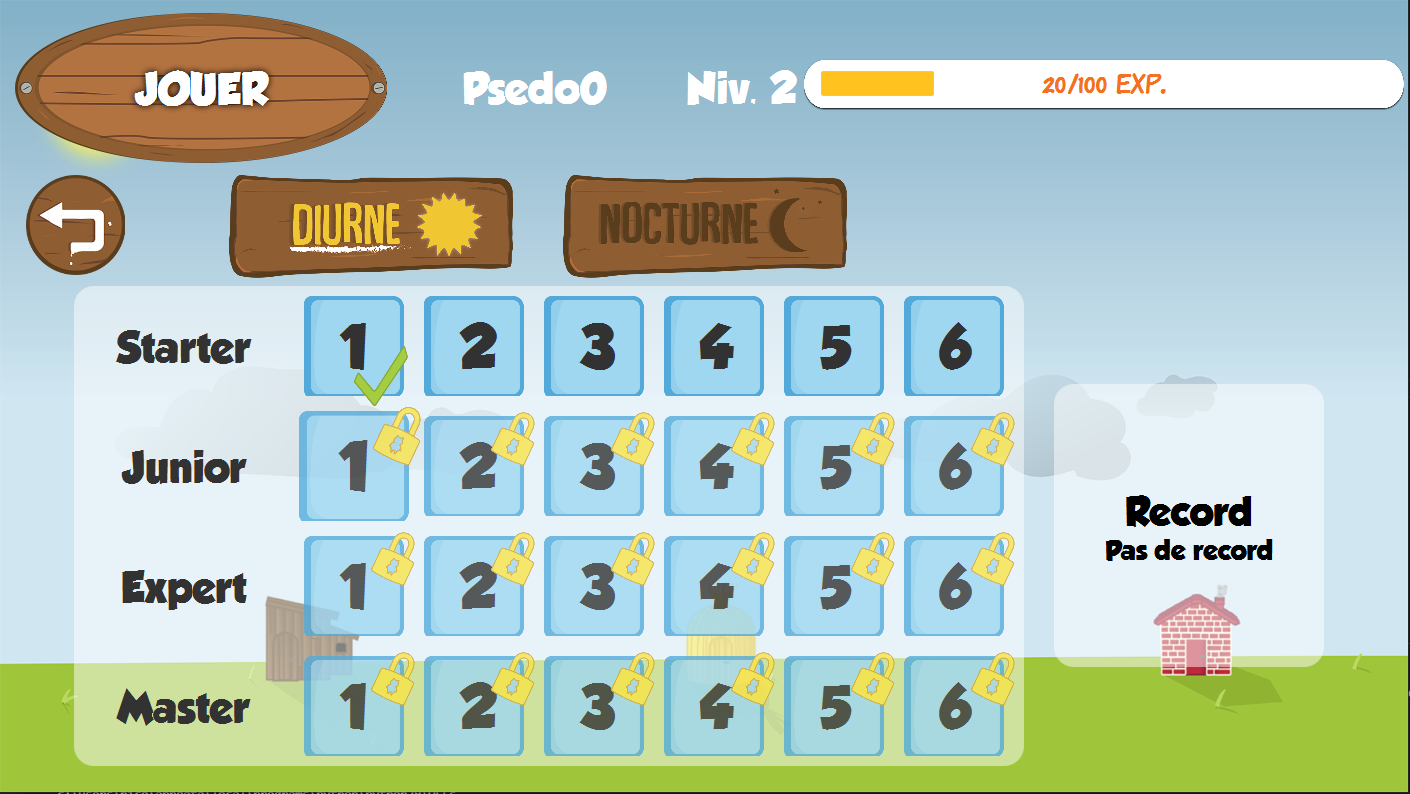 JOUER
Psedo0 Niv. 2 20/100 EXP.
DIURNE NOCTURNE
Starter 1 2 3 4 5 6
Junior 1 2 3 4 5 6
Expert 1 2 3 4 5 6
Master 1 2 3 4 5 6
Record
Pas de record